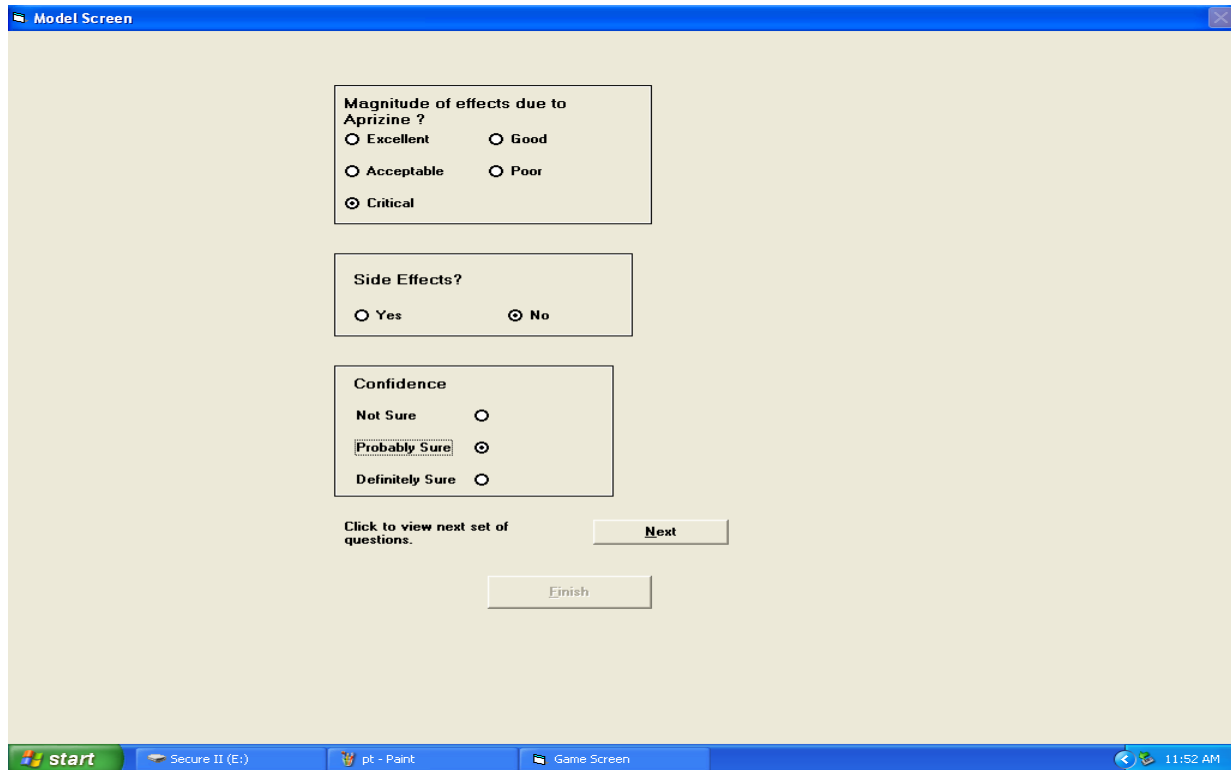 Model Screen
Magnitude of effects due to
Aprizine ?
Excellent Good
Acceptable Poor
Critical
Side Effects?
Yes No
Confidence
Not Sure
Probably Sure
Definitely Sure
Click to view next set of
questions.
Next
Finish
start Secure II (E:) pt - Paint Game Screen 11:52 AM